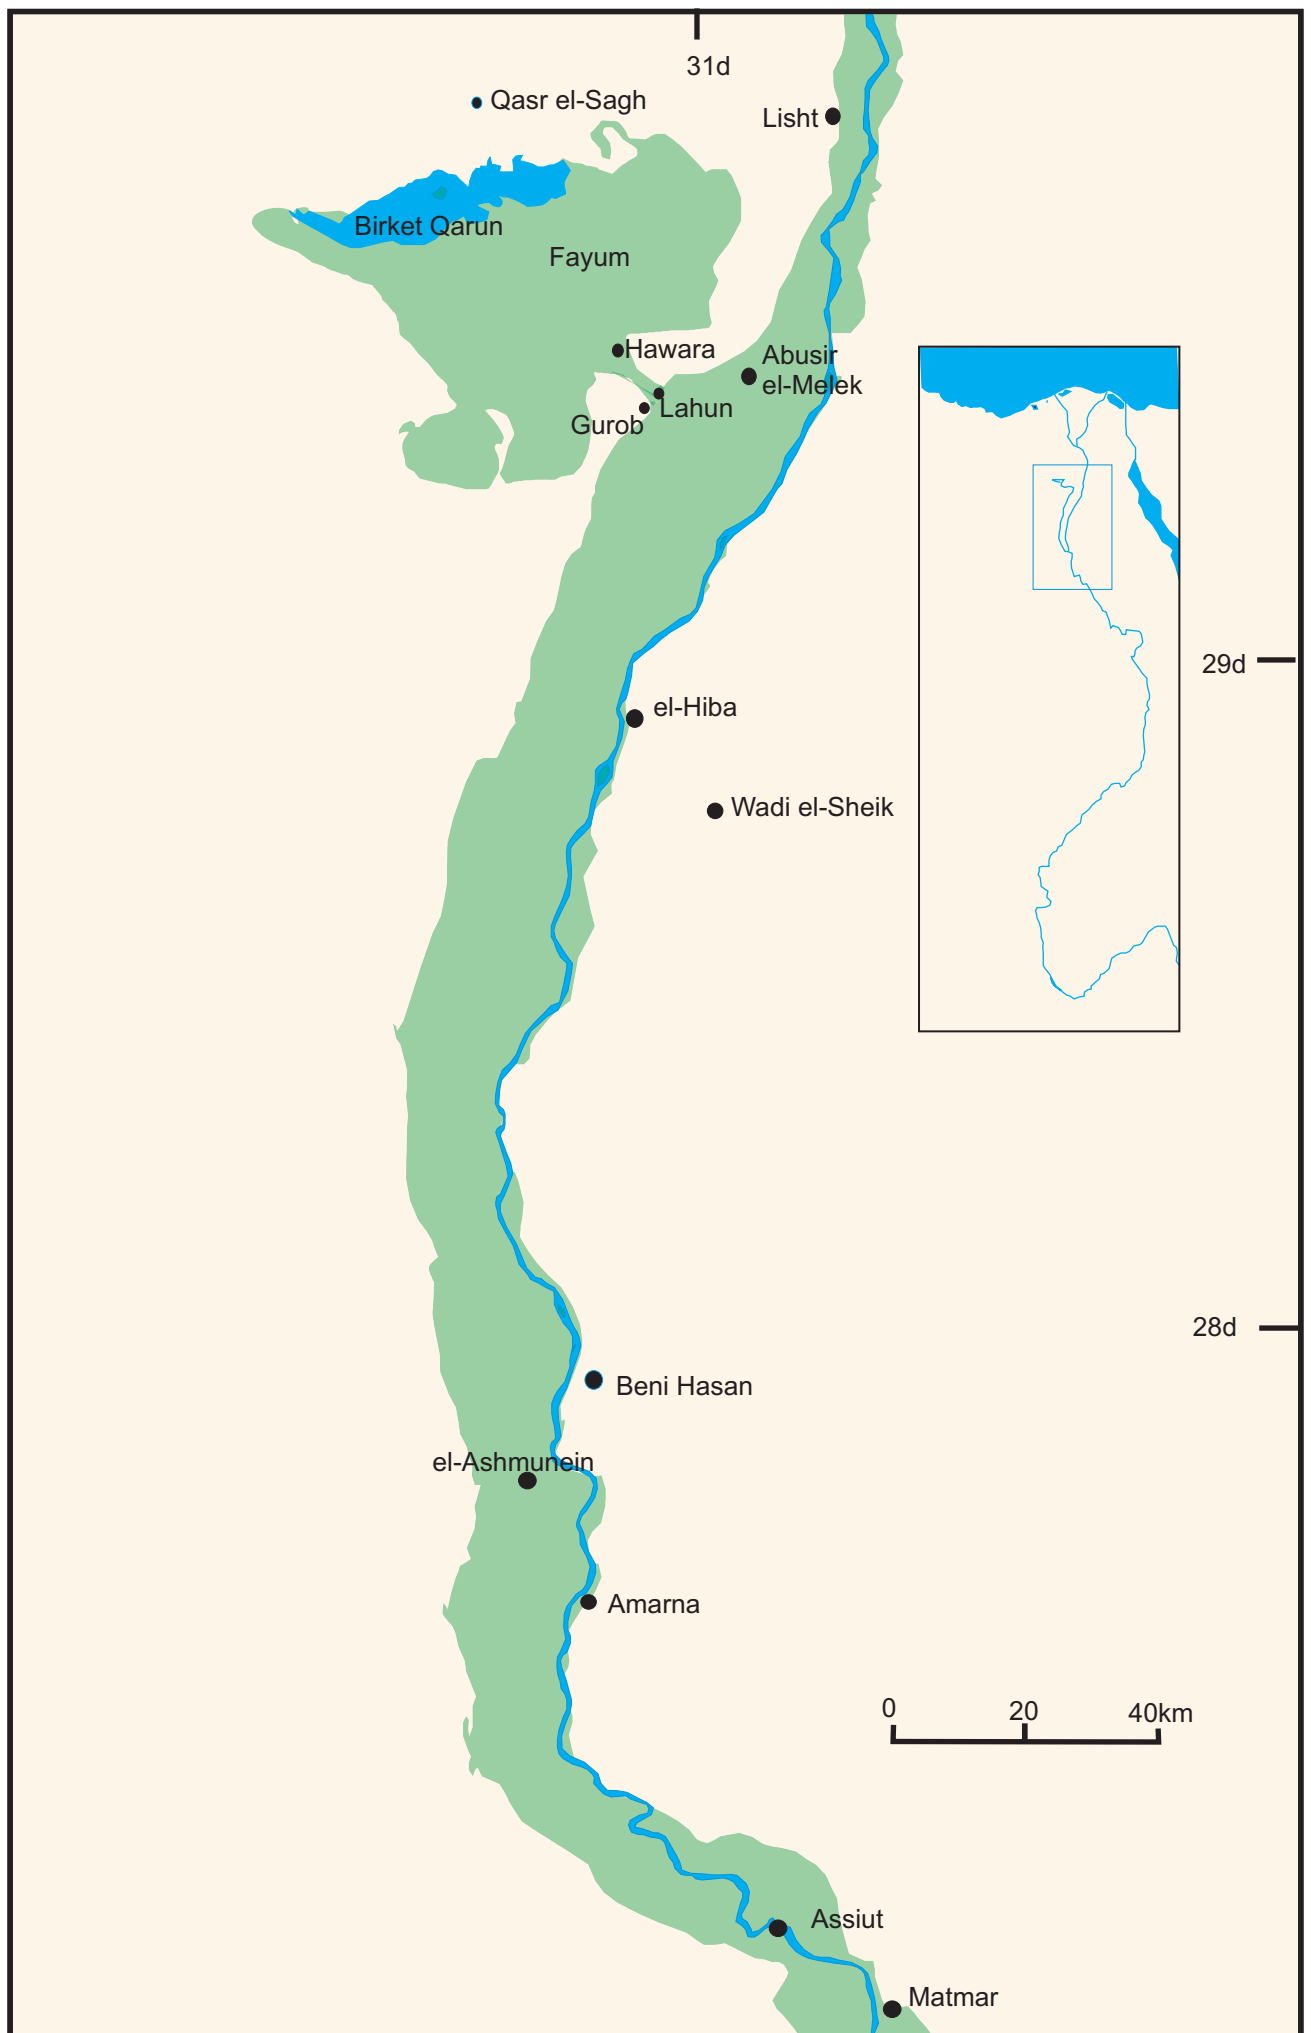 31d
Qasr el-Sagh
Lisht
Birket Qarun
Fayum
Hawara
Abusir
el-Melek
Lahun
Gurob
29d
el-Hiba
Wadi el-Sheik
28d
Beni Hasan
el-Ashmunein
Amarna
0 20 40km
Assiut
Matmar